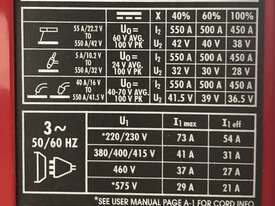 X 40% 60% 100%
55 A/22.2 V TO 550 A/42 V U₀= 60 V AVG. 100 V PK I₂ 550 A 500 A 450 A
U₂ 42 V 40 V 38 V
5 A/10.2 V TO 550 A/32 V U₀= 24 V AVG. 100 V PK I₂ 550 A 500 A 450 A
U₂ 32 V 30 V 28 V
40 A/16 V TO 550 A/41.5 V U₀= 40-70 AVG. 100 V PK I₂ 550 A 500 A 450 A
U₂ 41.5 V 39 V 36.5 V
3~ 50/60 HZ U₁ I₁ max I₁ eff
*220/230 V 73 A 54 A
380/400/415 V 41 A 31 A
460 V 37 A 27 A
*575 V 29 A 21 A
*SEE USER MANUAL PAGE A-1 FOR CORD INFO